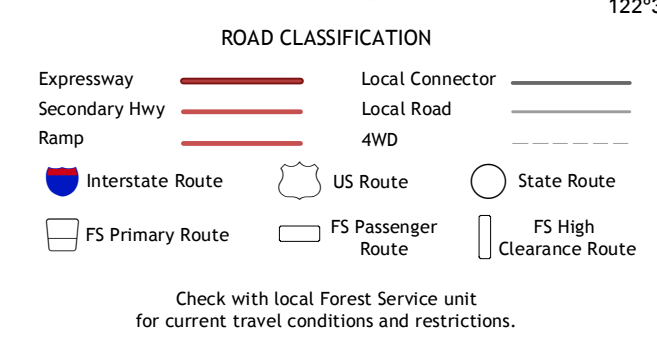 122°3
ROAD CLASSIFICATION
Expressway
Local Connector
Secondary Hwy
Local Road
Ramp
4WD
Interstate Route
US Route
State Route
FS Primary Route
FS Passenger
Route
FS High
Clearance Route
Check with local Forest Service unit
for current travel conditions and restrictions.